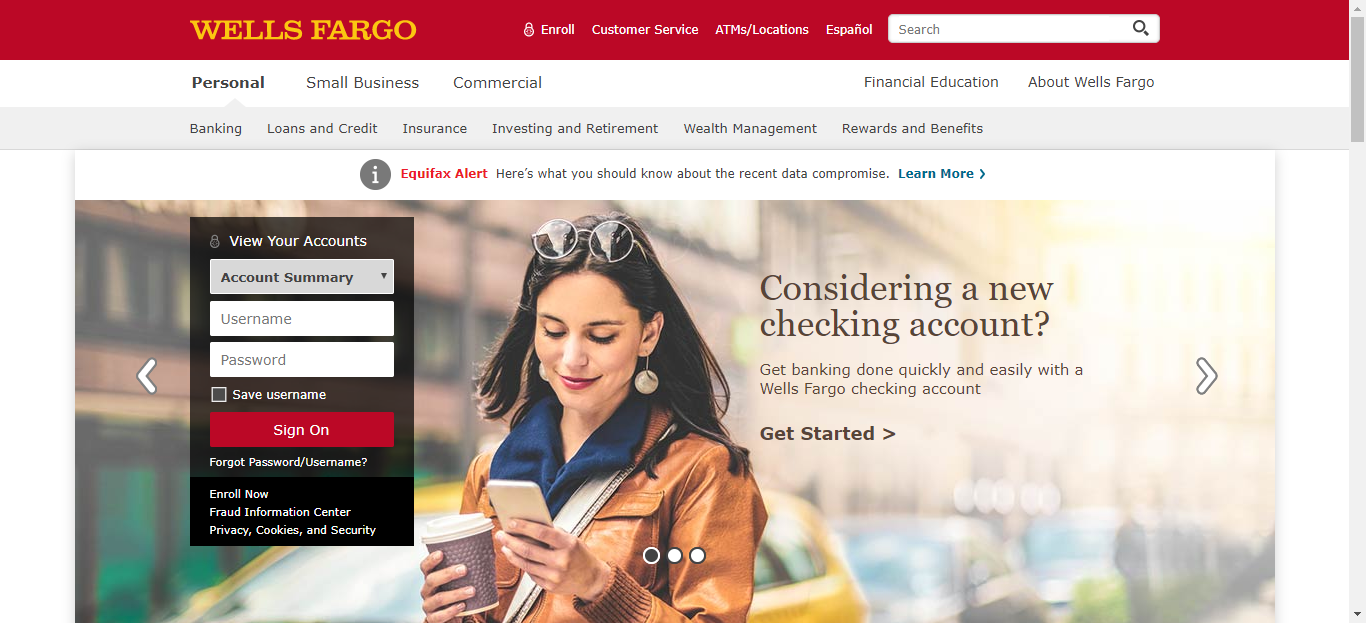 WELLS FARGO
Enroll Customer Service ATMs/Locations Español Search
Personal Small Business Commercial Financial Education About Wells Fargo
Banking Loans and Credit Insurance Investing and Retirement Wealth Management Rewards and Benefits
i Equifax Alert Here's what you should know about the recent data compromise. Learn More ❯
View Your Accounts
Account Summary
Username
Password
Save username
Sign On
Forgot Password/Username?
Enroll Now
Fraud Information Center
Privacy, Cookies, and Security
Considering a new
checking account?
Get banking done quickly and easily with a
Wells Fargo checking account
Get Started >